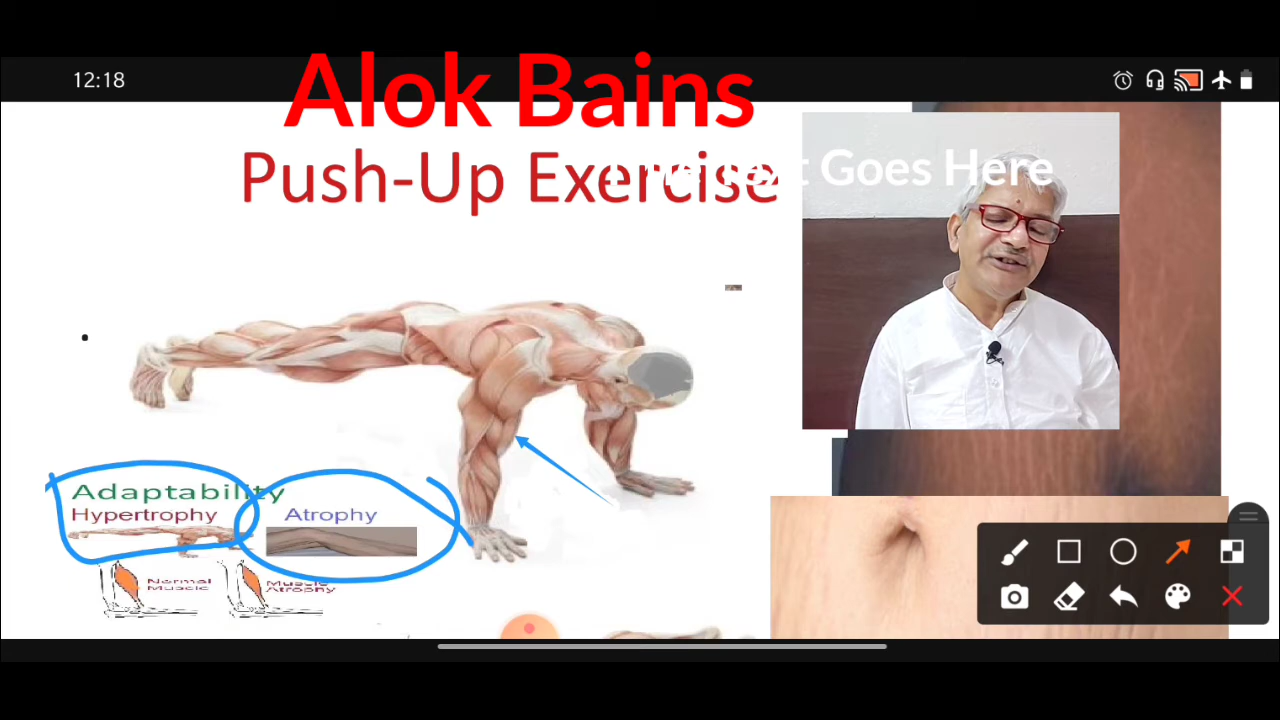 12:18
Alok Bains
Push-Up Exercise
Goes Here
Adaptability
Hypertrophy
Atrophy
Normal
Muscle
Muscle
Atrophy